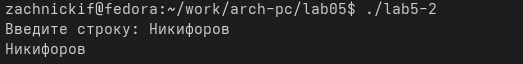 zachnickif@fedora:~/work/arch-pc/lab05$ ./lab5-2
Введите строку: Никифоров
Никифоров